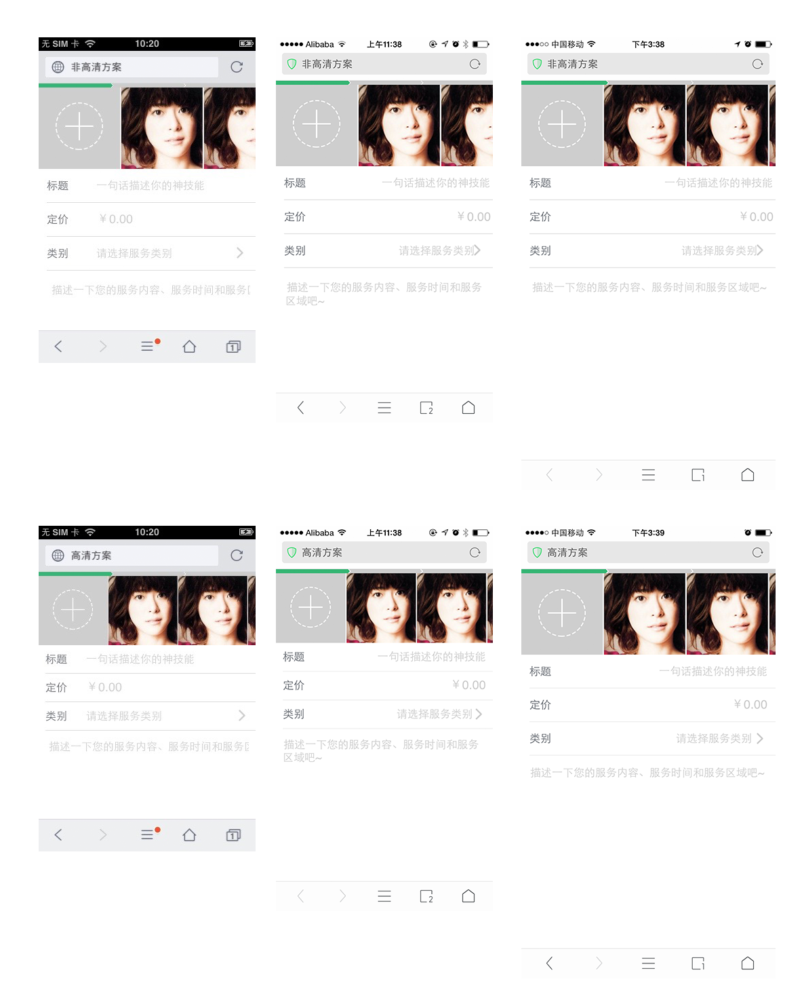 无 SIM 卡 10:20
非高清方案
标题 一句话描述你的神技能
定价 ￥0.00
类别 请选择服务类别
描述一下您的服务内容、服务时间和服务
1
Alibaba 上午11:38
非高清方案
标题 一句话描述你的神技能
定价 ￥0.00
类别 请选择服务类别
描述一下您的服务内容、服务时间和服务
区域吧~
2
中国移动 下午3:38
非高清方案
标题 一句话描述你的神技能
定价 ￥0.00
类别 请选择服务类别
描述一下您的服务内容、服务时间和服务区域吧~
1
无 SIM 卡 10:20
高清方案
标题 一句话描述你的神技能
定价 ￥0.00
类别 请选择服务类别
描述一下您的服务内容、服务时间和服务
1
Alibaba 上午11:38
高清方案
标题 一句话描述你的神技能
定价 ￥0.00
类别 请选择服务类别
描述一下您的服务内容、服务时间和服务
区域吧~
2
中国移动 下午3:39
高清方案
标题 一句话描述你的神技能
定价 ￥0.00
类别 请选择服务类别
描述一下您的服务内容、服务时间和服务区域吧~
1